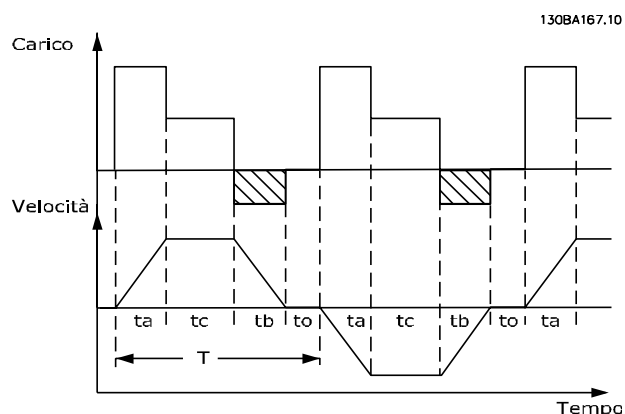 130BA167.10
Carico
Velocità
ta tc tb to ta tc tb to ta
T
Tempo